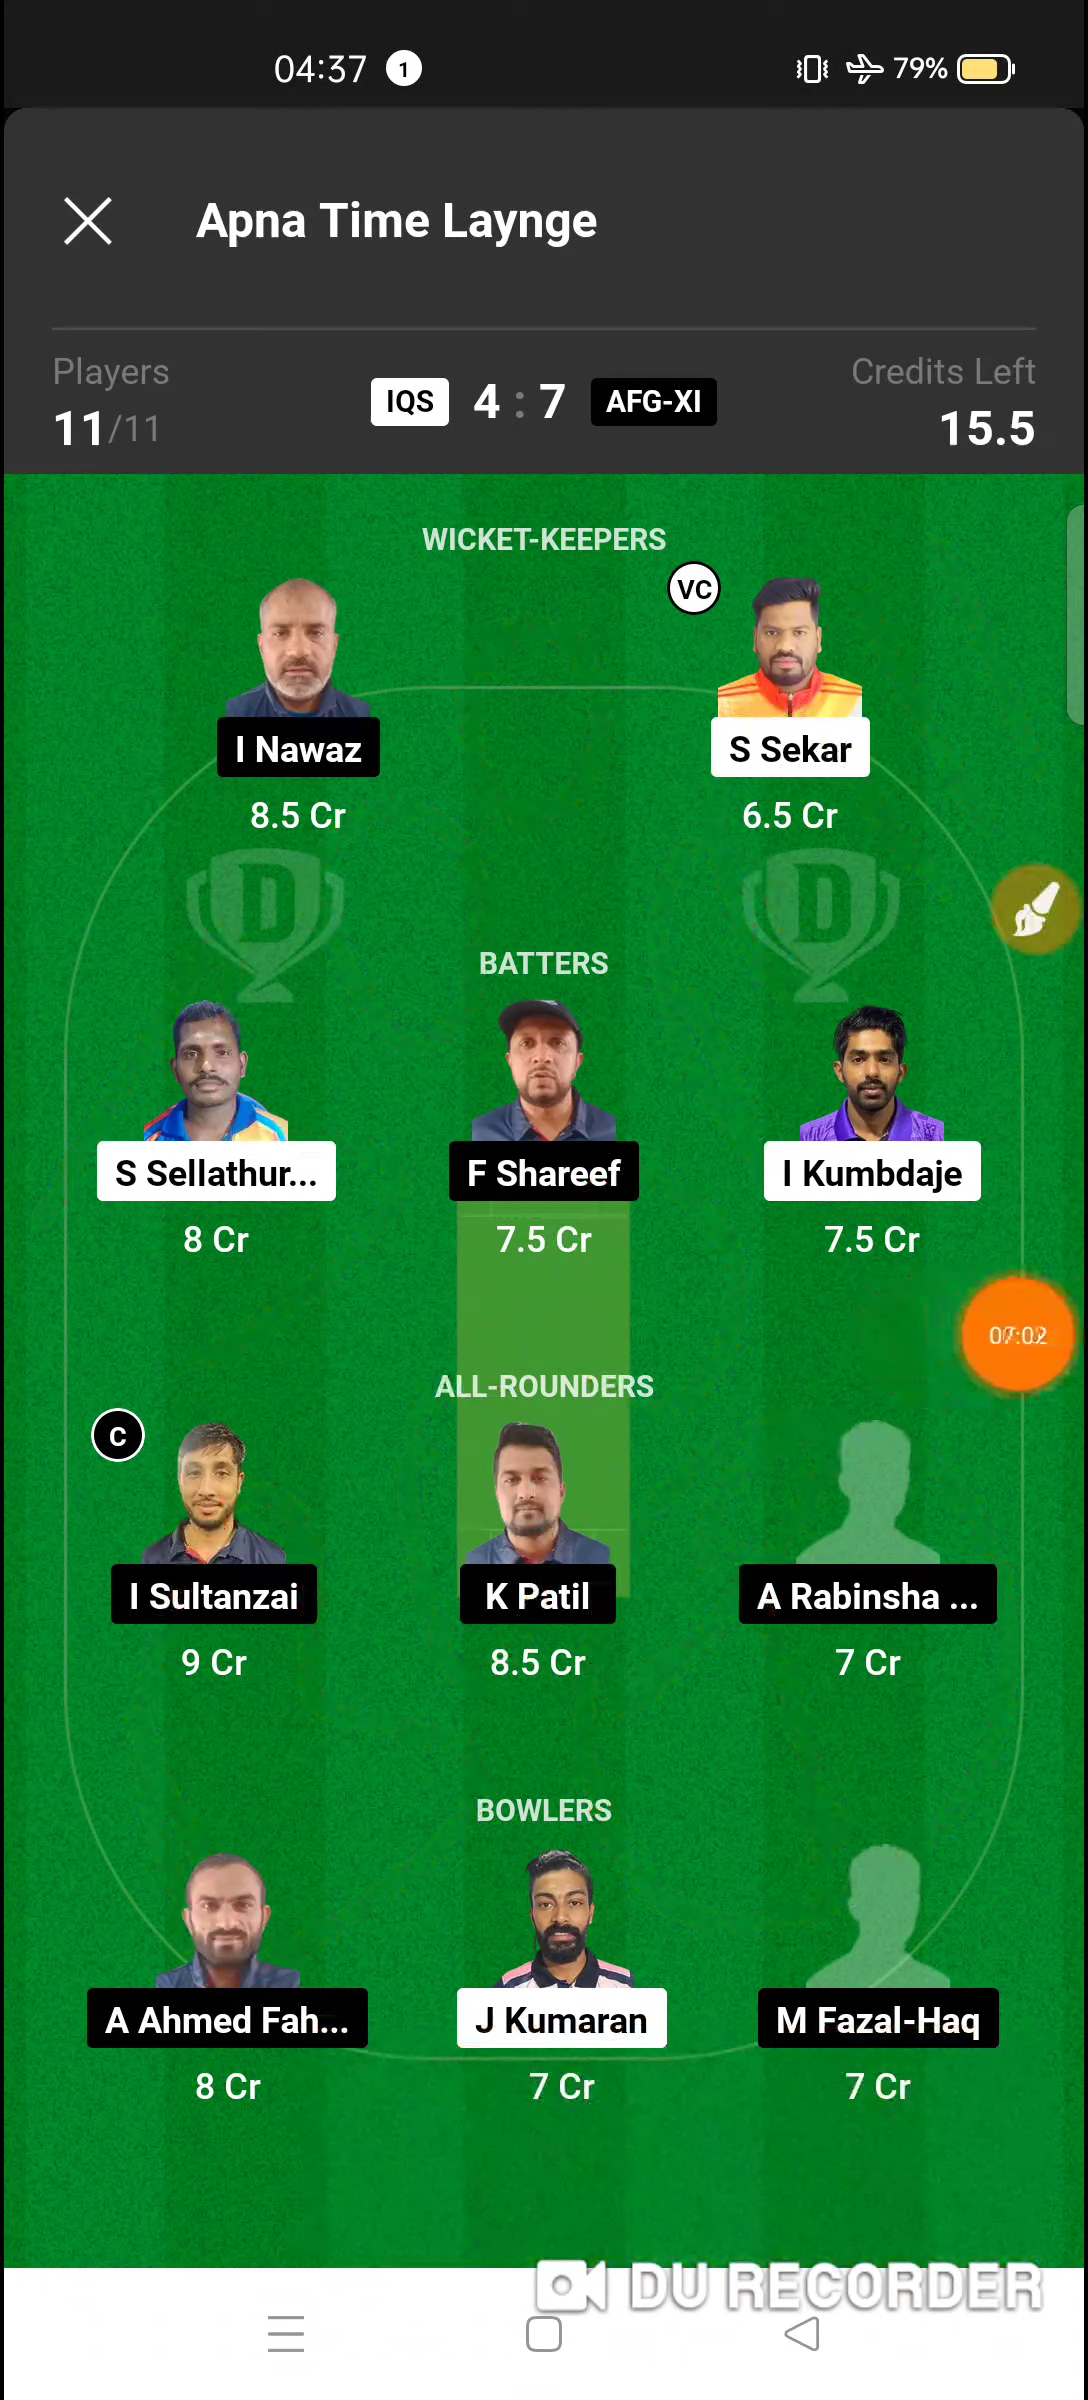 04:37 1 79%
Apna Time Laynge
Players
Credits Left
11/11
IQS 4 : 7 AFG-XI
15.5
WICKET-KEEPERS
VC
I Nawaz
S Sekar
8.5 Cr
6.5 Cr
D
D
BATTERS
S Sellathur...
F Shareef
I Kumbdaje
8 Cr
7.5 Cr
7.5 Cr
07:02
ALL-ROUNDERS
C
I Sultanzai
K Patil
A Rabinsha ...
9 Cr
8.5 Cr
7 Cr
BOWLERS
A Ahmed Fah...
J Kumaran
M Fazal-Haq
8 Cr
7 Cr
7 Cr
DU RECORDER